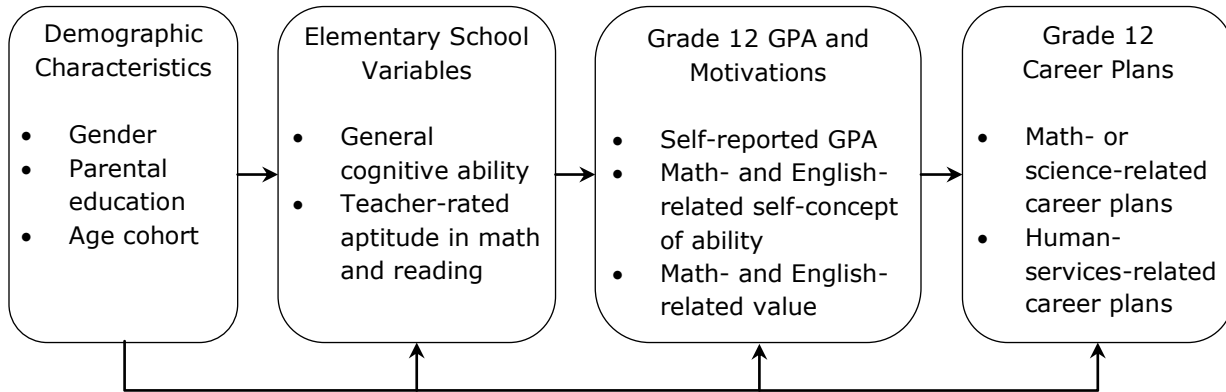 Demographic
Characteristics
• Gender
• Parental
education
• Age cohort
Elementary School
Variables
• General
cognitive ability
• Teacher-rated
aptitude in math
and reading
Grade 12 GPA and
Motivations
• Self-reported GPA
• Math- and English-
related self-concept
of ability
• Math- and English-
related value
Grade 12
Career Plans
• Math- or
science-related
career plans
• Human-
services-related
career plans